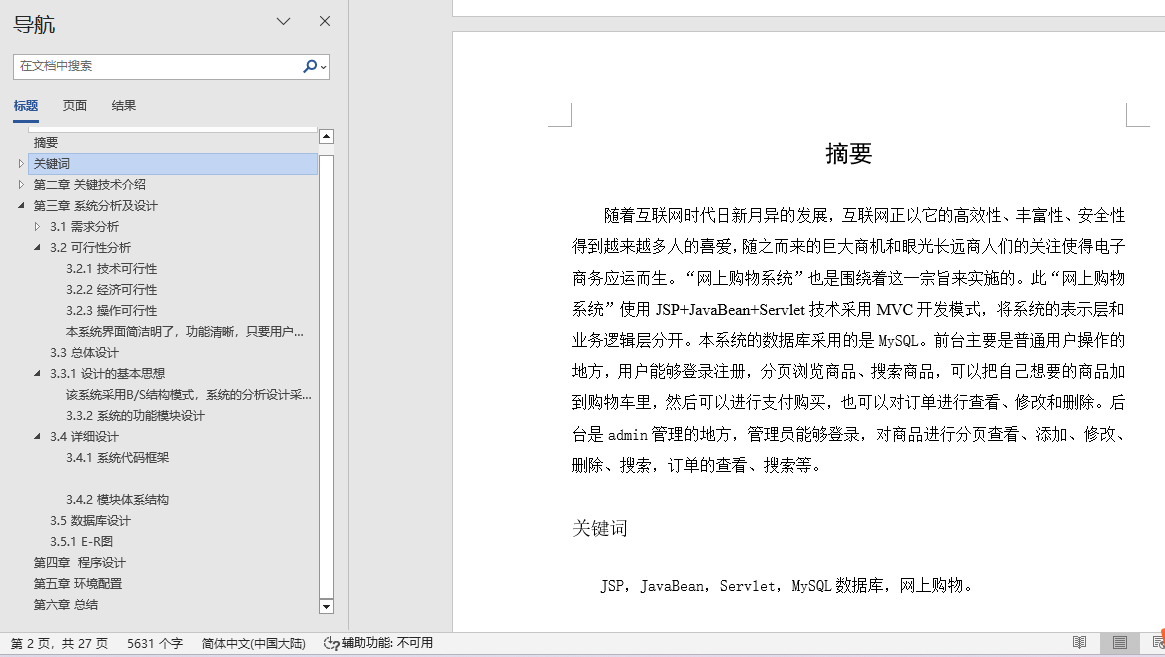 导航
在文档中搜索
标题 页面 结果
摘要
关键词
第二章 关键技术介绍
第三章 系统分析及设计
3.1 需求分析
3.2 可行性分析
3.2.1 技术可行性
3.2.2 经济可行性
3.2.3 操作可行性
本系统界面简洁明了，功能清晰，只要用户...
3.3 总体设计
3.3.1 设计的基本思想
该系统采用B/S结构模式，系统的分析设计采...
3.3.2 系统的功能模块设计
3.4 详细设计
3.4.1 系统代码框架
3.4.2 模块体系结构
3.5 数据库设计
3.5.1 E-R图
第四章 程序设计
第五章 环境配置
第六章 总结
摘要
随着互联网时代日新月异的发展，互联网正以它的高效性、丰富性、安全性
得到越来越多人的喜爱，随之而来的巨大商机和眼光长远商人们的关注使得电子
商务应运而生。“网上购物系统”也是围绕着这一宗旨来实施的。此“网上购物
系统”使用 JSP+JavaBean+Servlet 技术采用 MVC 开发模式，将系统的表示层和
业务逻辑层分开。本系统的数据库采用的是 MySQL。前台主要是普通用户操作的
地方，用户能够登录注册，分页浏览商品、搜索商品，可以把自己想要的商品加
到购物车里，然后可以进行支付购买，也可以对订单进行查看、修改和删除。后
台是 admin 管理的地方，管理员能够登录，对商品进行分页查看、添加、修改、
删除、搜索，订单的查看、搜索等。
关键词
JSP，JavaBean，Servlet，MySQL 数据库，网上购物。
第 2 页，共 27 页 5631 个字 简体中文(中国大陆) 辅助功能: 不可用